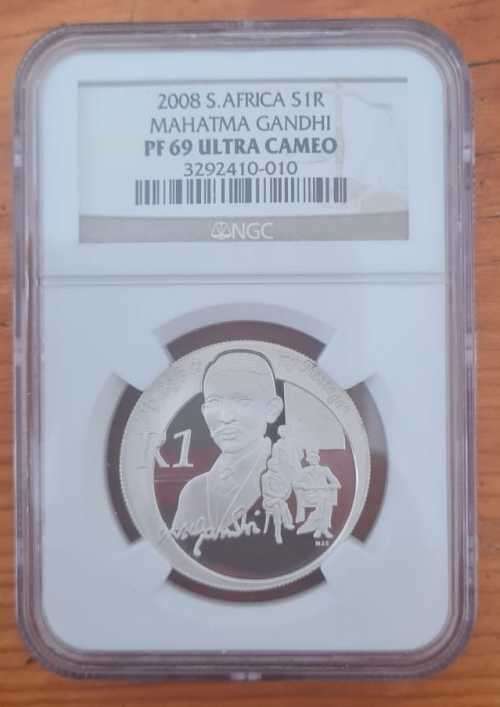 2008 S.AFRICA S1R
MAHATMA GANDHI
PF 69 ULTRA CAMEO
3292410-010
NGC
R1